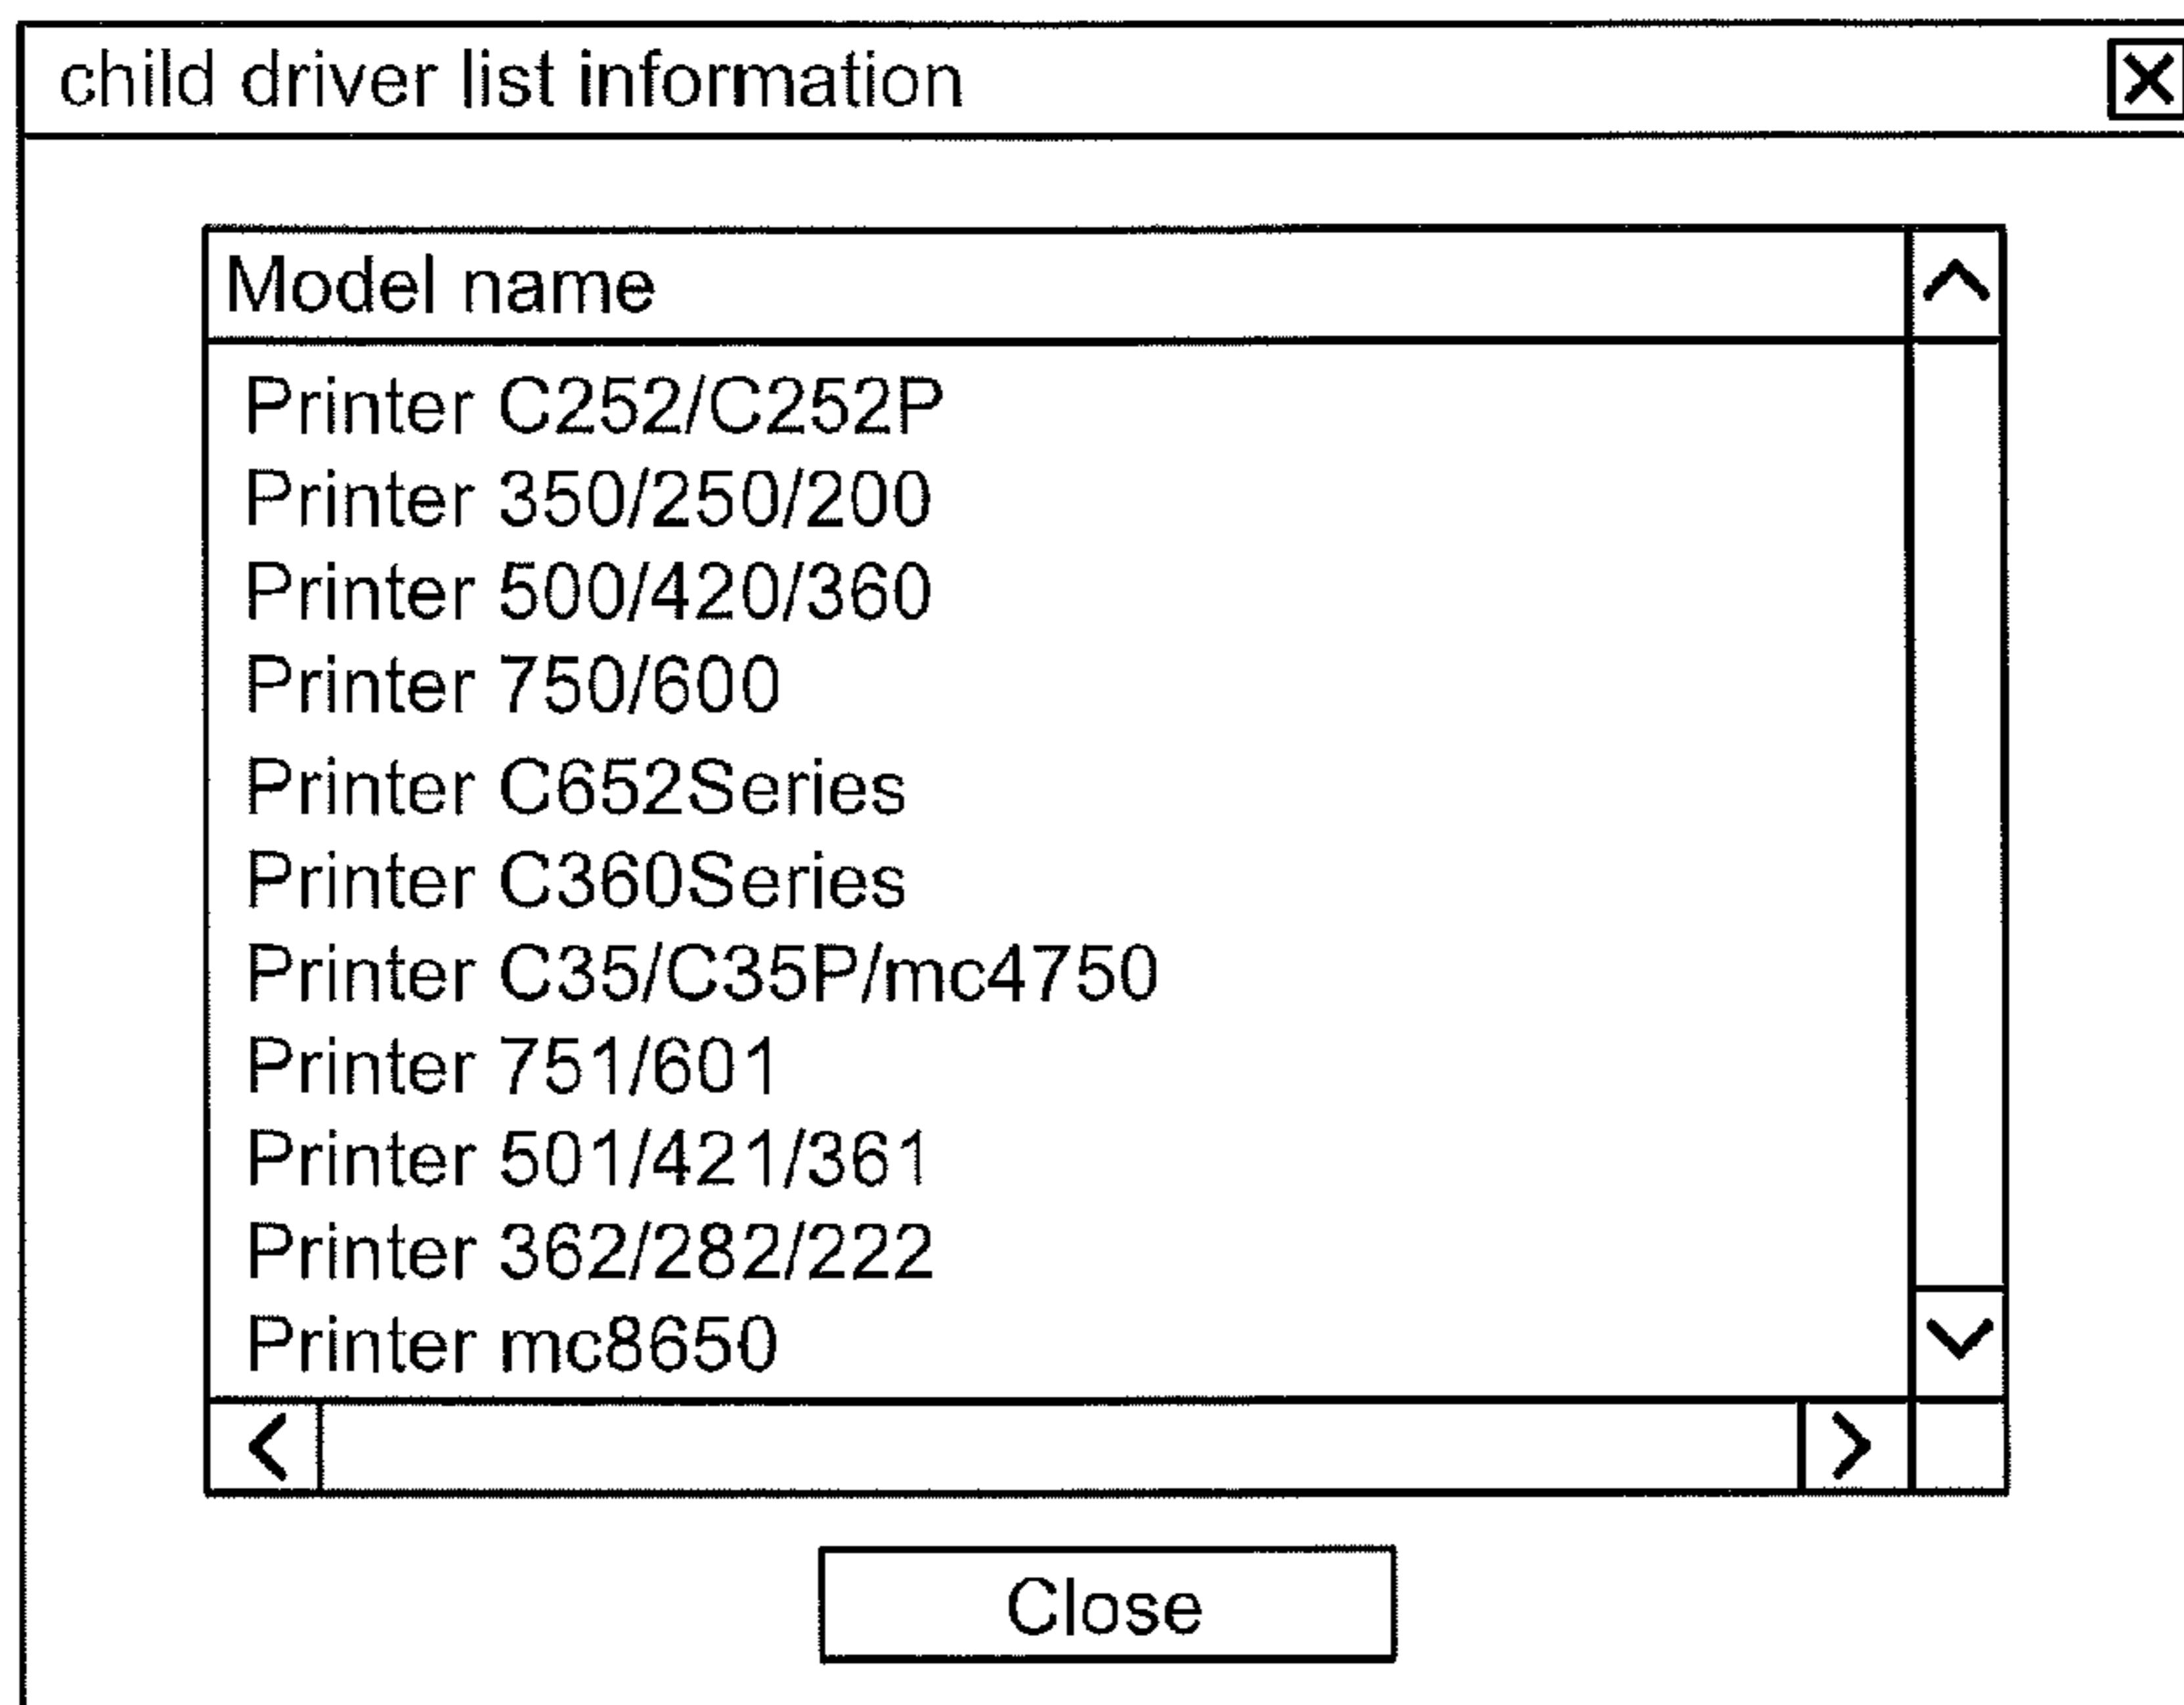 child driver list information
Model name
Printer C252/C252P
Printer 350/250/200
Printer 500/420/360
Printer 750/600
Printer C652Series
Printer C360Series
Printer C35/C35P/mc4750
Printer 751/601
Printer 501/421/361
Printer 362/282/222
Printer mc8650
Close